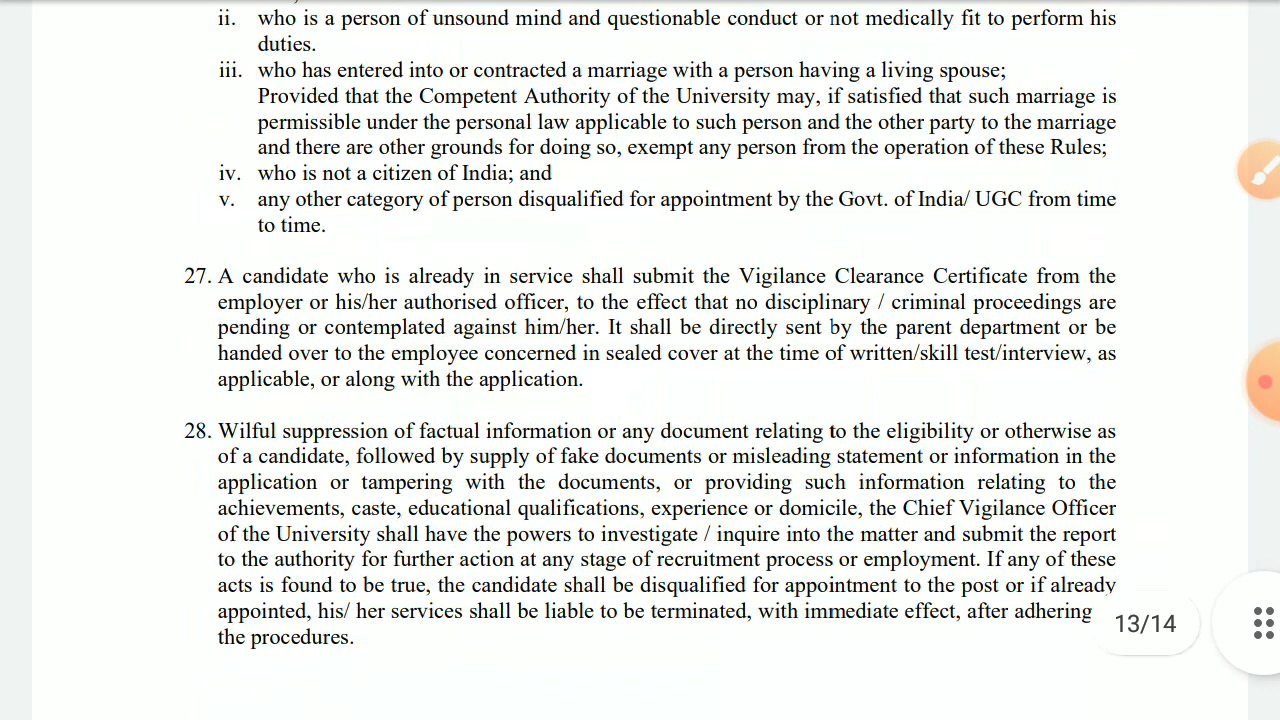 ii. who is a person of unsound mind and questionable conduct or not medically fit to perform his
duties.
iii. who has entered into or contracted a marriage with a person having a living spouse;
Provided that the Competent Authority of the University may, if satisfied that such marriage is
permissible under the personal law applicable to such person and the other party to the marriage
and there are other grounds for doing so, exempt any person from the operation of these Rules;
iv. who is not a citizen of India; and
v. any other category of person disqualified for appointment by the Govt. of India/ UGC from time
to time.
27. A candidate who is already in service shall submit the Vigilance Clearance Certificate from the
employer or his/her authorised officer, to the effect that no disciplinary / criminal proceedings are
pending or contemplated against him/her. It shall be directly sent by the parent department or be
handed over to the employee concerned in sealed cover at the time of written/skill test/interview, as
applicable, or along with the application.
28. Wilful suppression of factual information or any document relating to the eligibility or otherwise as
of a candidate, followed by supply of fake documents or misleading statement or information in the
application or tampering with the documents, or providing such information relating to the
achievements, caste, educational qualifications, experience or domicile, the Chief Vigilance Officer
of the University shall have the powers to investigate / inquire into the matter and submit the report
to the authority for further action at any stage of recruitment process or employment. If any of these
acts is found to be true, the candidate shall be disqualified for appointment to the post or if already
appointed, his/ her services shall be liable to be terminated, with immediate effect, after adhering
the procedures.
13/14